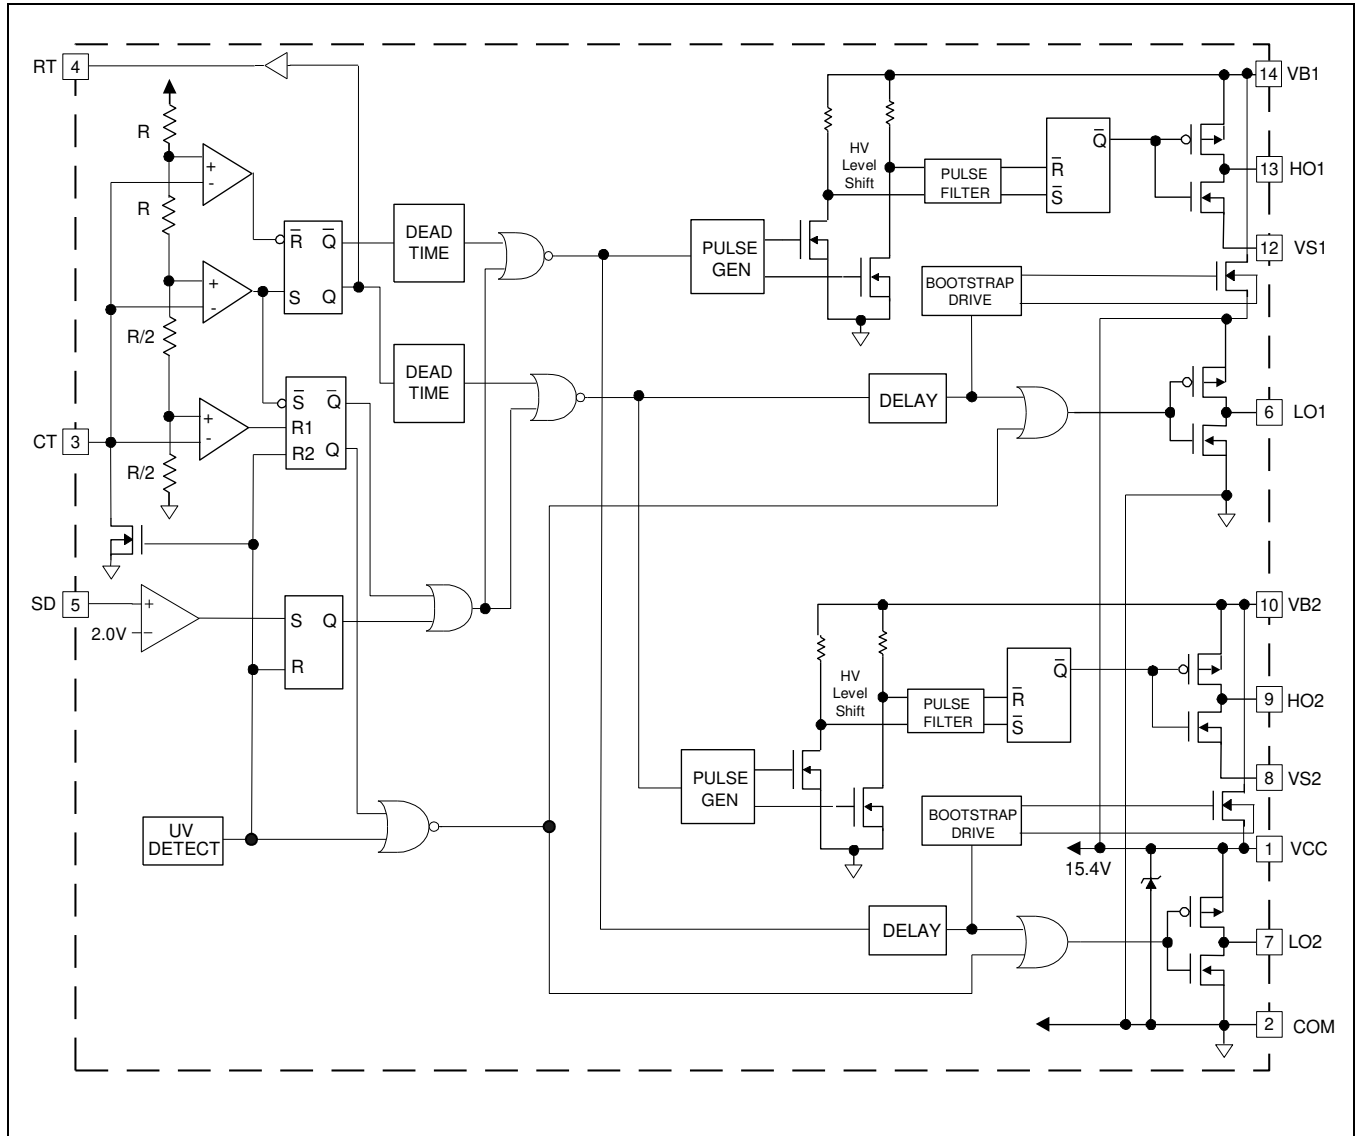 RT 4
14 VB1
R
+
-
HV
Level
Shift
PULSE
FILTER
R̅
S̅
Q̅
13 HO1
R
R̅ Q̅
S Q
DEAD
TIME
PULSE
GEN
12 VS1
BOOTSTRAP
DRIVE
+
-
R/2
DEAD
TIME
DELAY
6 LO1
S̅ Q̅
R1
R2 Q
+
-
CT 3
R/2
SD 5
+
2.0V –
S Q
R
10 VB2
HV
Level
Shift
PULSE
FILTER
R̅
S̅
Q̅
9 HO2
PULSE
GEN
8 VS2
BOOTSTRAP
DRIVE
UV
DETECT
1 VCC
15.4V
DELAY
7 LO2
2 COM